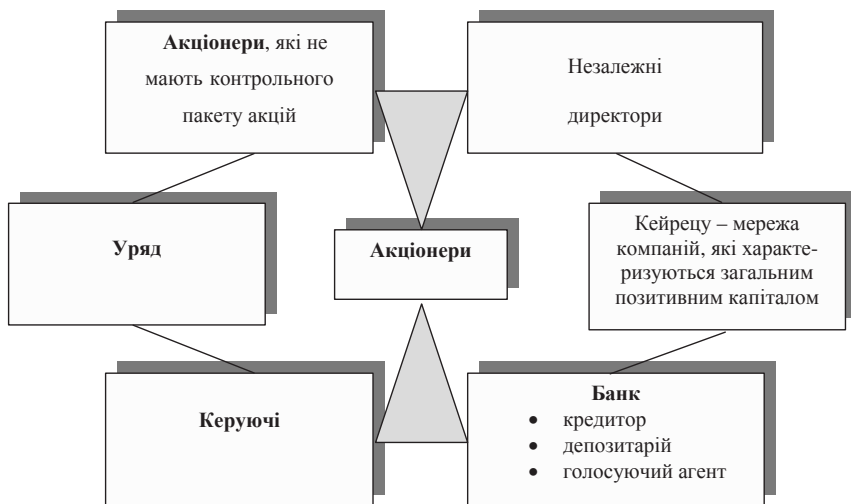 Акціонери, які не
мають контрольного
пакету акцій
Незалежні
директори
Уряд
Акціонери
Кейрецу – мережа
компаній, які характе-
ризуються загальним
позитивним капіталом
Керуючі
Банк
• кредитор
• депозитарій
• голосуючий агент